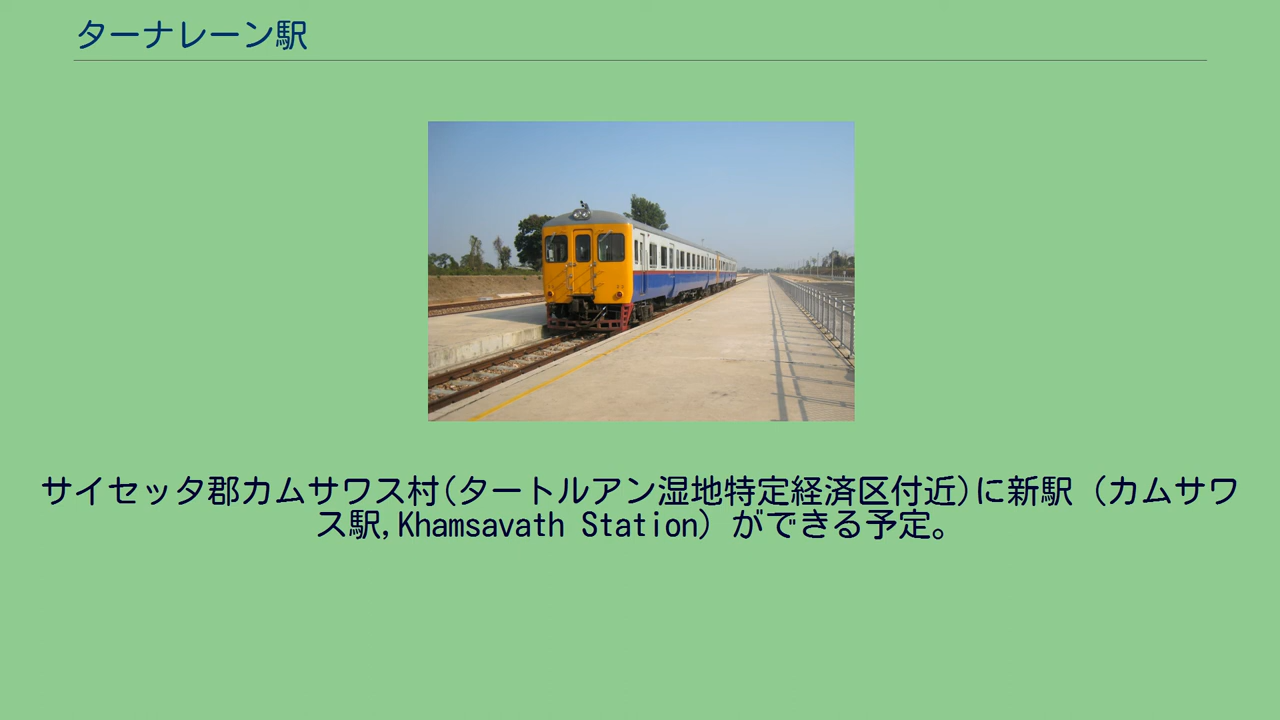 ターナレーン駅
サイセッタ郡カムサワス村(タートルアン湿地特定経済区付近)に新駅（カムサワ
ス駅,Khamsavath Station）ができる予定。